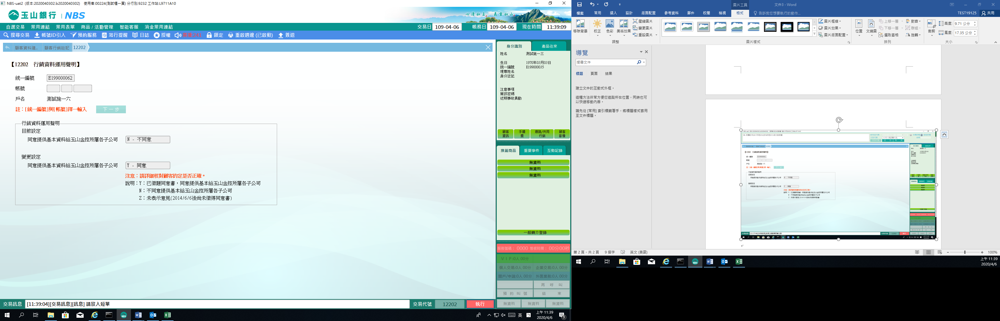 NBS-uat2 (版本:2020040302.b2020040302) 使用者:00224(測試櫃一寅) 分行別:9232 工作站:L9711A10
玉山銀行 | NBS
心清如玉, 義重如山。
自選交易 常用連結 常用表單 商品 / 活動管理 智能客服 消金常用連結
交易日 109-04-06 帳務日 109-04-06 現在時間 11:39:09
搜尋交易 帳號ID引入 預約服務 蒞行提醒 日誌 授權 廣播:241 鎖定 重啟週邊 (已啟動) 簽退
顧客資料建.. 顧客行銷註記 12202
【12202 行銷資料運用聲明】
統一編號 E199000062
帳號
戶名 測試施一六
註：[統一編號]與[帳號]擇一輸入 下 一 步
行銷資料運用聲明
目前設定
同意提供基本資料給玉山金控所屬各子公司 N - 不同意
變更設定
同意提供基本資料給玉山金控所屬各子公司 Y - 同意
注意：請詳細核對顧客約定是否正確。
說明：Y：已徵題同意書，同意提供基本給玉山金控所屬各子公司
N：不同意提供基本給玉山金控所屬各子公司
Z：未表示意見(2014/6/6後尚未徵得同意書)
身分識別 產品往來
姓名 測試施一三
生日 1970年03月03日
統一編號 E199000035
理專姓名
身分註記
注意事項
簡訊密碼
近期事故異動
顧客資訊 手續費 通路/共同行銷 顧客影像
推薦商品 重要事件 互動記錄
無資料
無資料
無資料
一般轉介登錄
服務號碼： 0000 等候時間： 00分00秒
V I P:0人 00分
個人交易:0人 00分 企業交易:0人 00分
開戶/申請:0人 00分 外匯業務:0人 00分
再 呼 叫
預 約 叫 號 結 束
無資料 無資料 無資料
交易訊息 [11:39:04][交易訊息][訊息] 請放入短單 交易代號 12202 執行
英 上午 11:39
2020/4/6 3
圖片工具 文件3 - Word
檔案 常用 插入 設計 版面配置 參考資料 郵件 校閱 檢視 格式 告訴我您想要執行的動作... TEST19125 共用
移除背景 校正 色彩 美術效果 壓縮圖片 變更圖片 重設圖片
圖片框線 圖片效果 圖片版面配置
位置 文繞圖 上移一層 下移一層 選取窗格 對齊 群組 旋轉
裁剪 高度: 9.71 公分
寬度: 17.35 公分
調整 圖片樣式 排列 大小
導覽
搜尋文件
標題 頁面 結果
建立文件的互動式外框。
這種方法非常方便您追蹤所在位置，同時也可
以快速移動內容。
請先從 [常用] 索引標籤著手，將標題樣式套用
至文件標題。
【12202 行銷資料運用聲明】
統一編號 E199000062
帳號
戶名 測試施一六
第 2 頁，共 2 頁 9 個字 英文 (美國) 100%
上午 11:39
2020/4/6